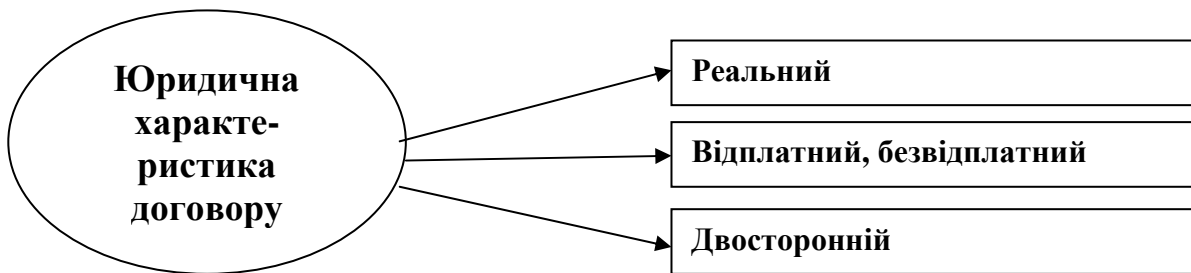 Юридична
характе-
ристика
договору
Реальний
Відплатний, безвідплатний
Двосторонній